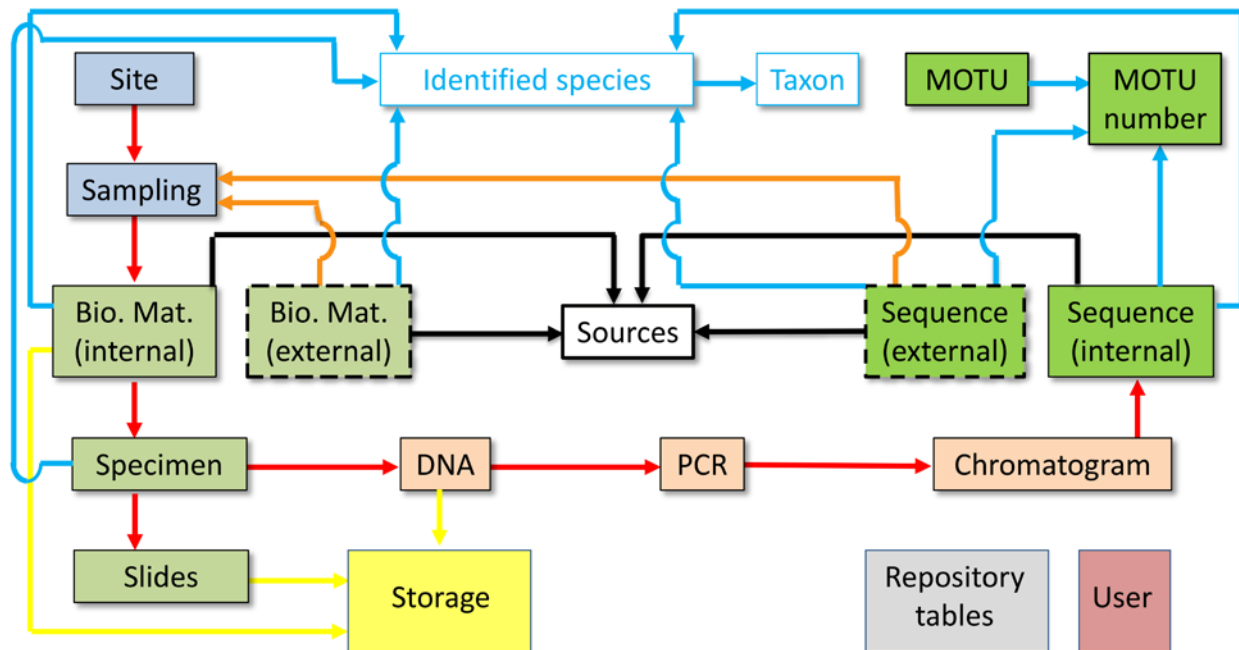 Site
Identified species
Taxon
MOTU
MOTU
number
Sampling
Bio. Mat.
(internal)
Bio. Mat.
(external)
Sources
Sequence
(external)
Sequence
(internal)
Specimen
DNA
PCR
Chromatogram
Slides
Storage
Repository
tables
User